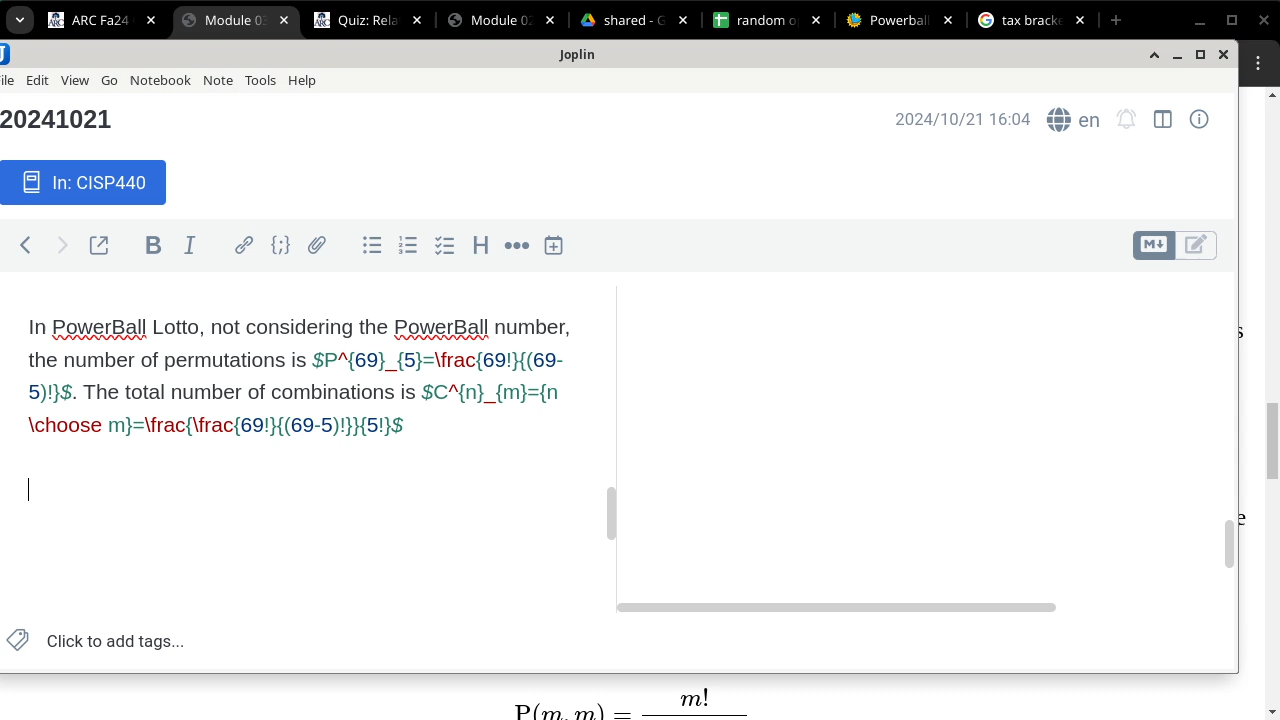 ARC Fa24
Module 03
Quiz: Rela
Module 02
shared - G
random o
Powerball
tax bracke
Joplin
ile Edit View Go Notebook Note Tools Help
20241021
2024/10/21 16:04
en
In: CISP440
In PowerBall Lotto, not considering the PowerBall number,
the number of permutations is $P^{69}_{5}=\frac{69!}{(69-
5)!}$. The total number of combinations is $C^{n}_{m}={n
\choose m}=\frac{\frac{69!}{(69-5)!}}{5!}$
s
e
Click to add tags...
P(m, m) = m!